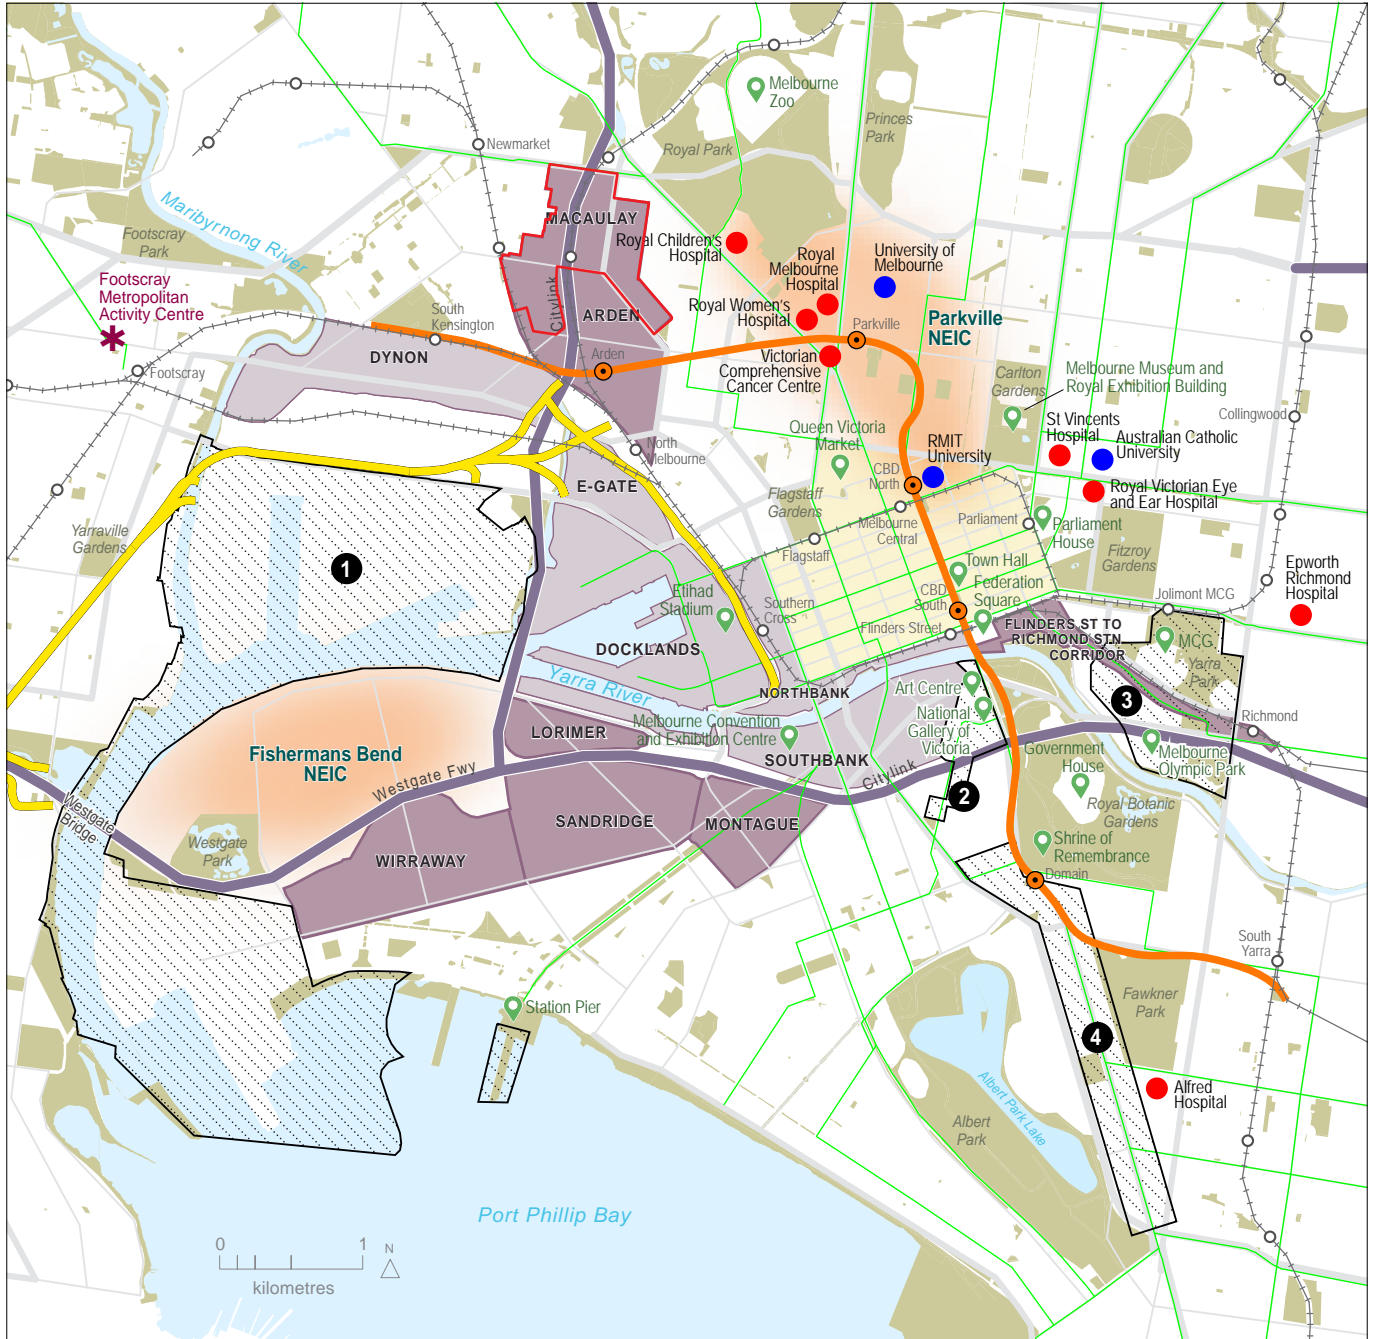 Melbourne
Zoo
Princes
Park
Royal Park
Newmarket
Maribyrnong River
Footscray
Park
MACAULAY
Citylink
ARDEN
Royal Children's
Hospital
Royal
Melbourne
Hospital
University of
Melbourne
Royal Women's
Hospital
Parkville
Parkville
NEIC
Victorian
Comprehensive
Cancer Centre
Footscray
Metropolitan
Activity Centre
South
Kensington
DYNON
Arden
Footscray
Carlton
Gardens
Melbourne Museum and
Royal Exhibition Building
Collingwood
St Vincents
Hospital
Australian Catholic
University
Royal Victorian Eye
and Ear Hospital
Queen Victoria
Market
RMIT
University
CBD
North
North
Melbourne
E-GATE
Flagstaff
Gardens
Melbourne
Central
Parliament
Parliament
House
Flagstaff
Fitzroy
Gardens
Yarraville
Gardens
1
Etihad
Stadium
Southern
Cross
Town Hall
CBD
South
Federation
Square
Flinders Street
FLINDERS ST TO
RICHMOND STN
CORRIDOR
Jolimont MCG
Epworth
Richmond
Hospital
MCG
Yarra
Park
3
Richmond
DOCKLANDS
Yarra River
NORTHBANK
Art Centre
National
Gallery of
Victoria
Melbourne Convention
and Exhibition Centre
SOUTHBANK
Citylink
2
Government
House
Melbourne
Olympic Park
Royal Botanic
Gardens
Shrine of
Remembrance
Domain
LORIMER
Fishermans Bend
NEIC
Westgate Fwy
Westgate
Bridge
Westgate
Park
SANDRIDGE
MONTAGUE
WIRRAWAY
South
Yarra
Fawkner
Park
4
Alfred
Hospital
Station Pier
Albert Park Lake
Albert
Park
Port Phillip Bay
0
1
N
kilometres